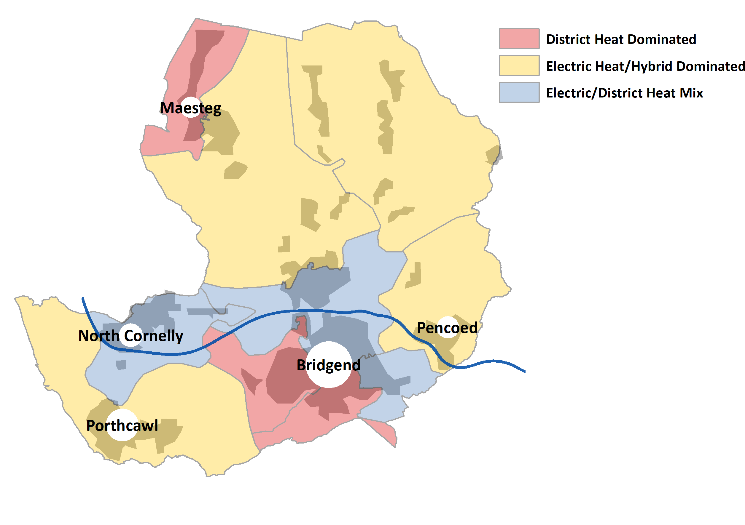 District Heat Dominated
Electric Heat/Hybrid Dominated
Electric/District Heat Mix
Maesteg
North Cornelly
Pencoed
Bridgend
Porthcawl